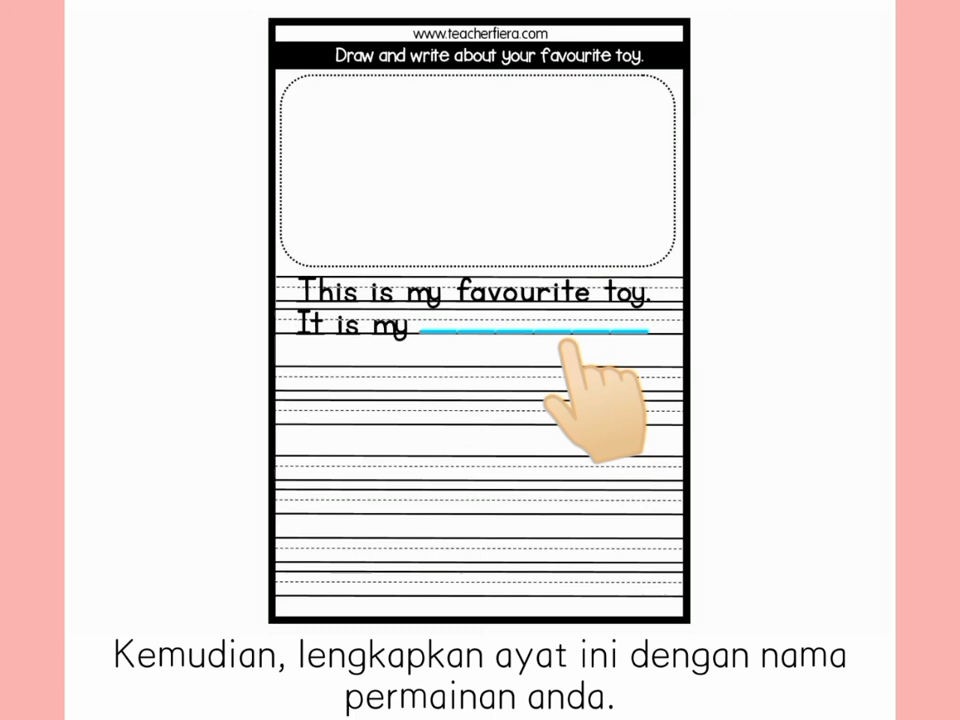 www.teacherfiera.com
Draw and write about your favourite toy.
This is my favourite toy.
It is my
Kemudian, lengkapkan ayat ini dengan nama
permainan anda.